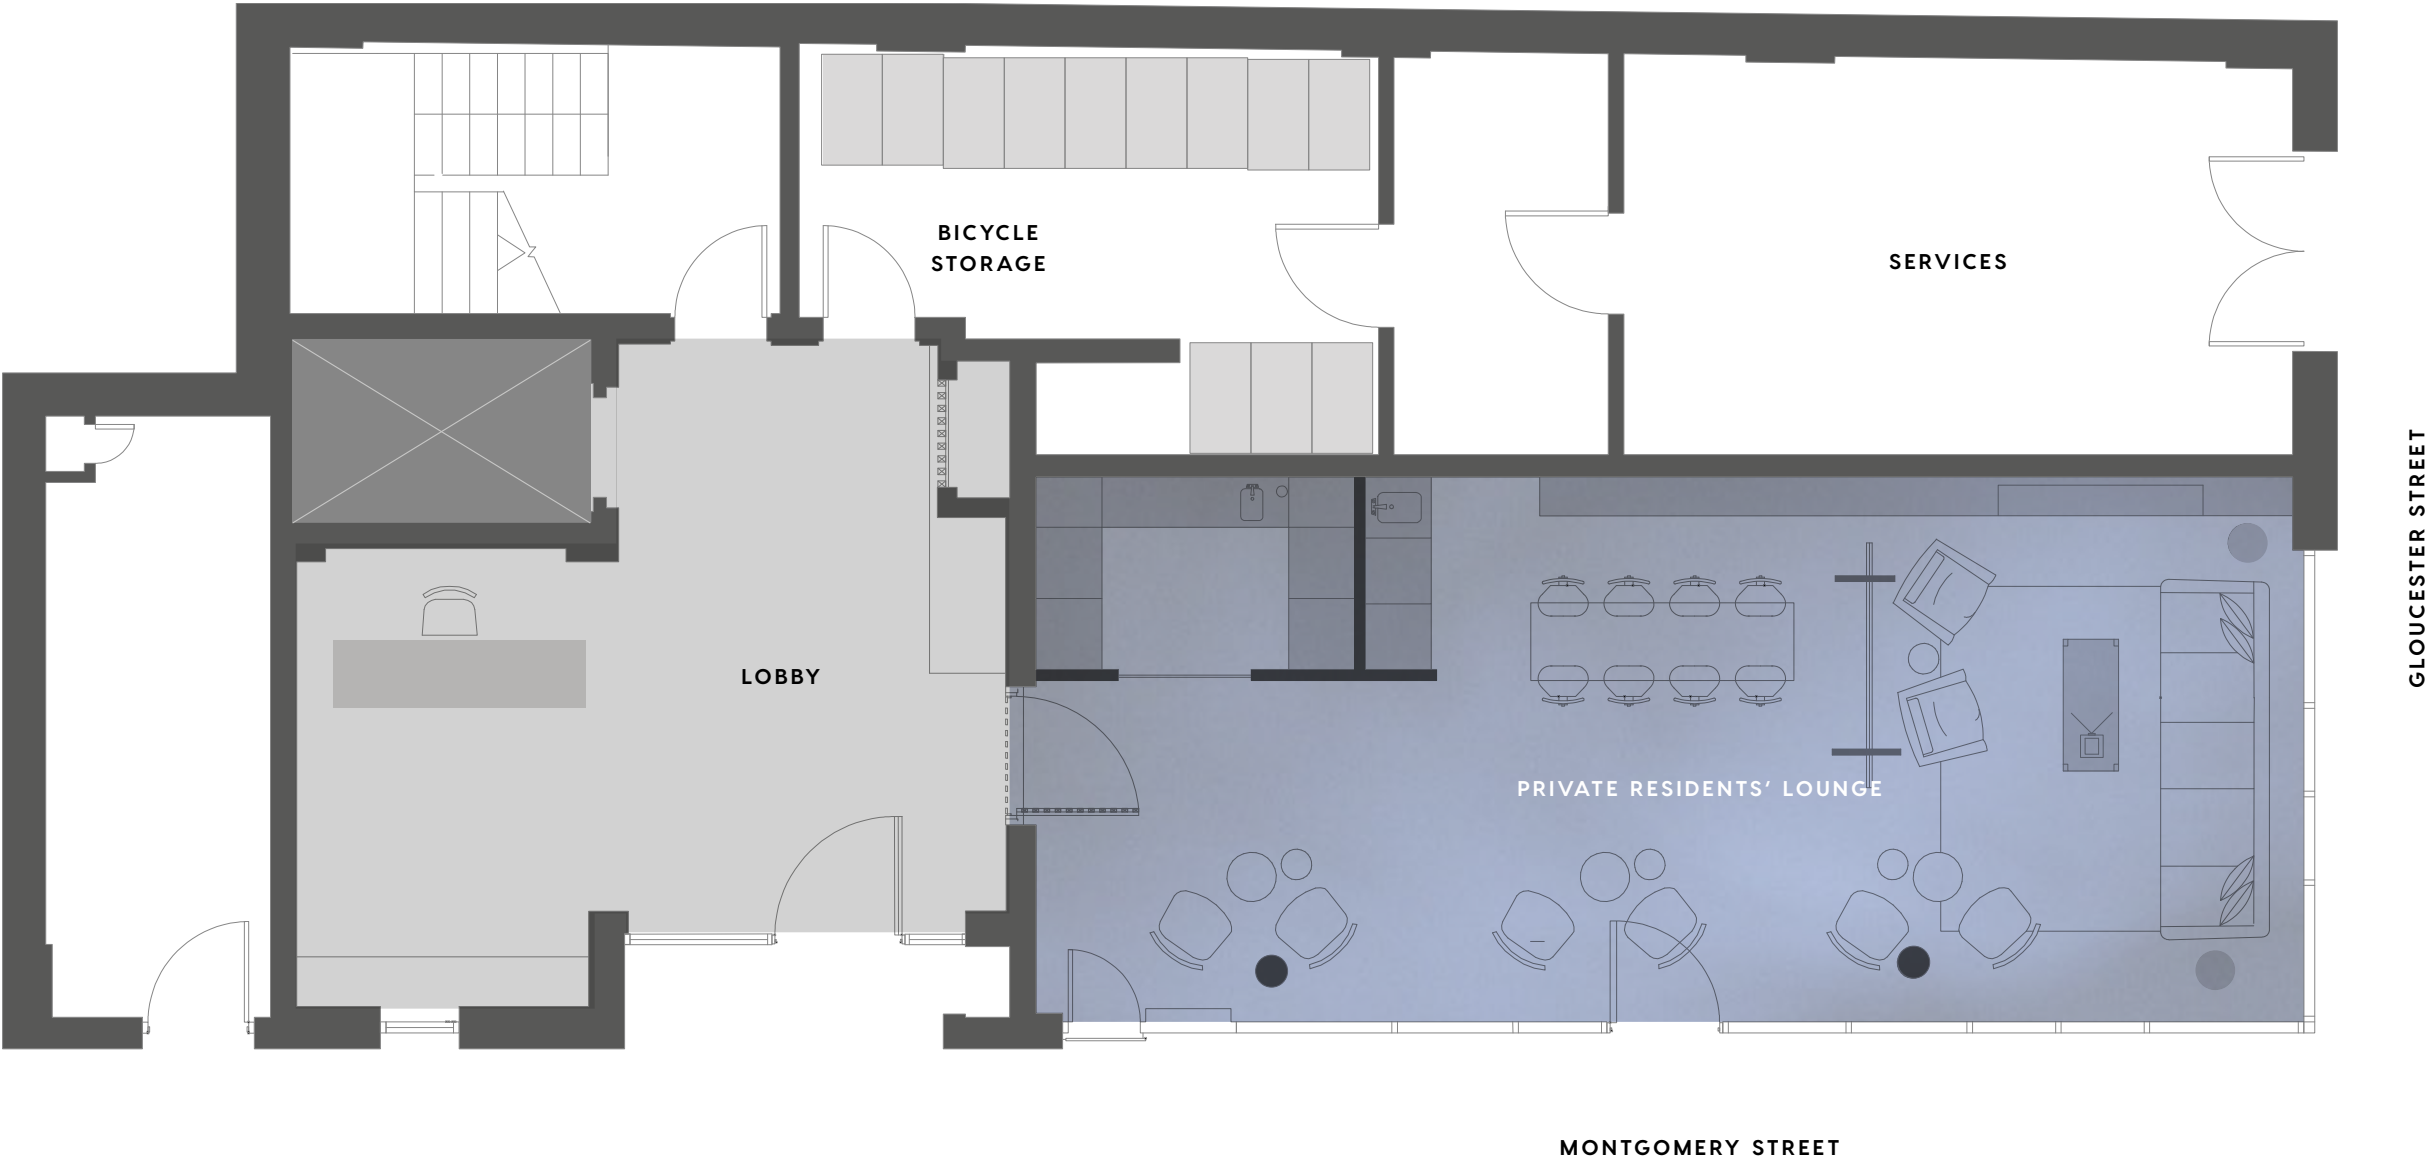 BICYCLE
STORAGE
SERVICES
LOBBY
PRIVATE RESIDENTS’ LOUNGE
GLOUCESTER STREET
MONTGOMERY STREET